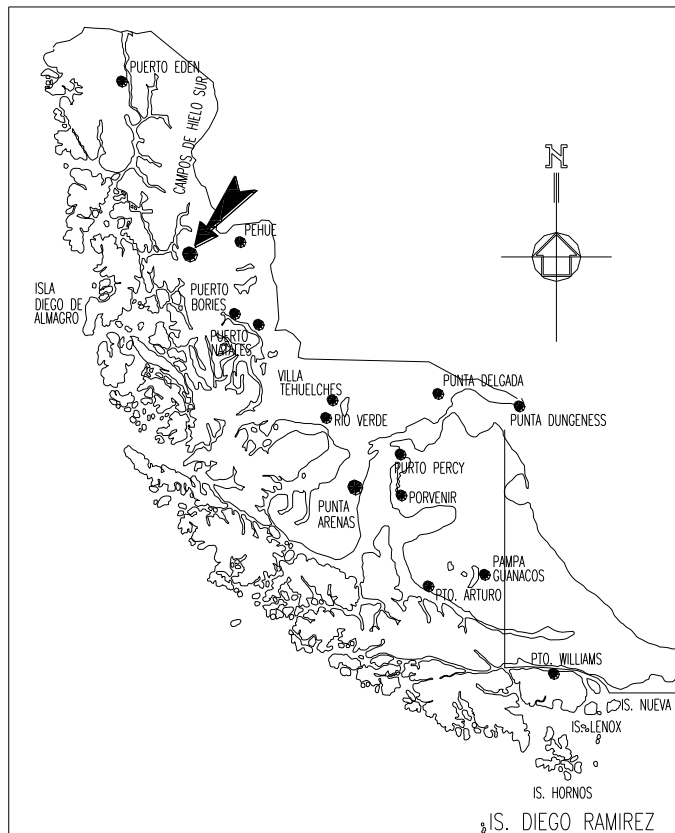 PUERTO EDEN
CAMPOS DE HIELO SUR
N
PEHUE
ISLA
DIEGO DE
ALMAGRO
PUERTO
BORIES
PUERTO
NATALES
VILLA
TEHUELCHES
PUNTA DELGADA
RIO VERDE
PUNTA DUNGENESS
PURTO PERCY
PUNTA
ARENAS
PORVENIR
PAMPA
GUANACOS
PTO. ARTURO
PTO. WILLIAMS
IS. NUEVA
IS. LENOX
IS. HORNOS
IS. DIEGO RAMIREZ